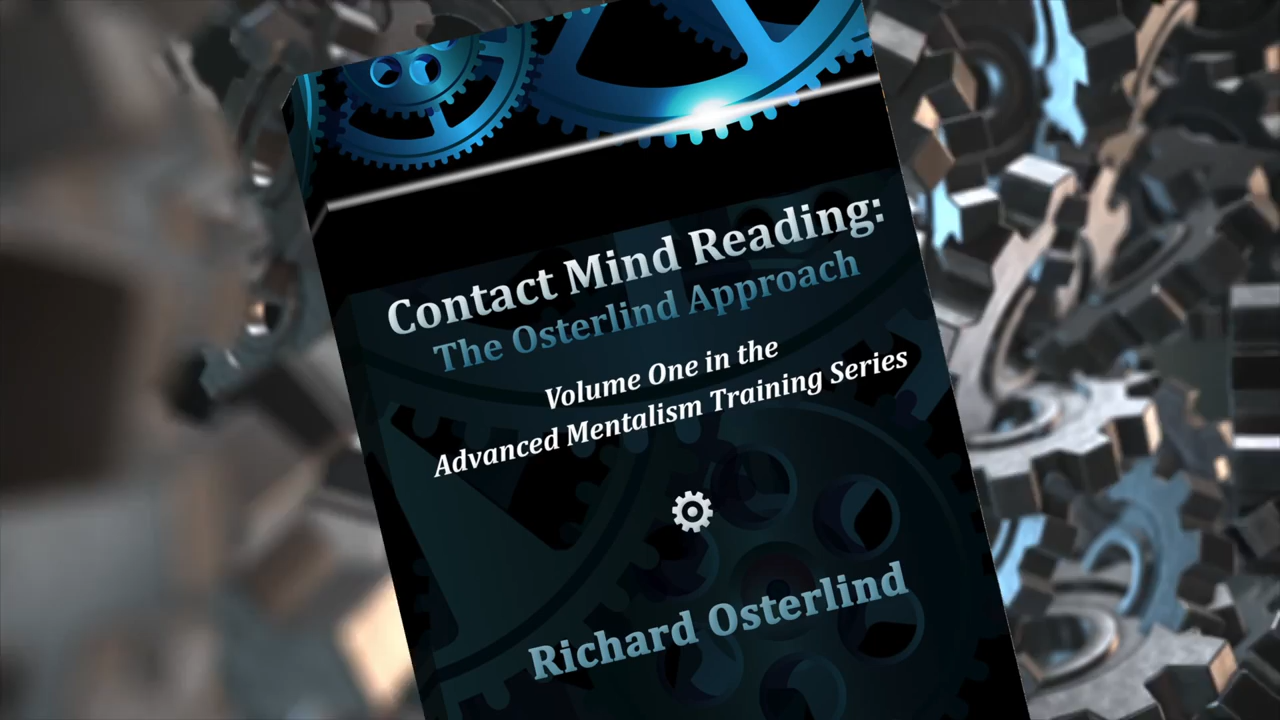 Contact Mind Reading:
The Osterlind Approach
Volume One in the
Advanced Mentalism Training Series
Richard Osterlind